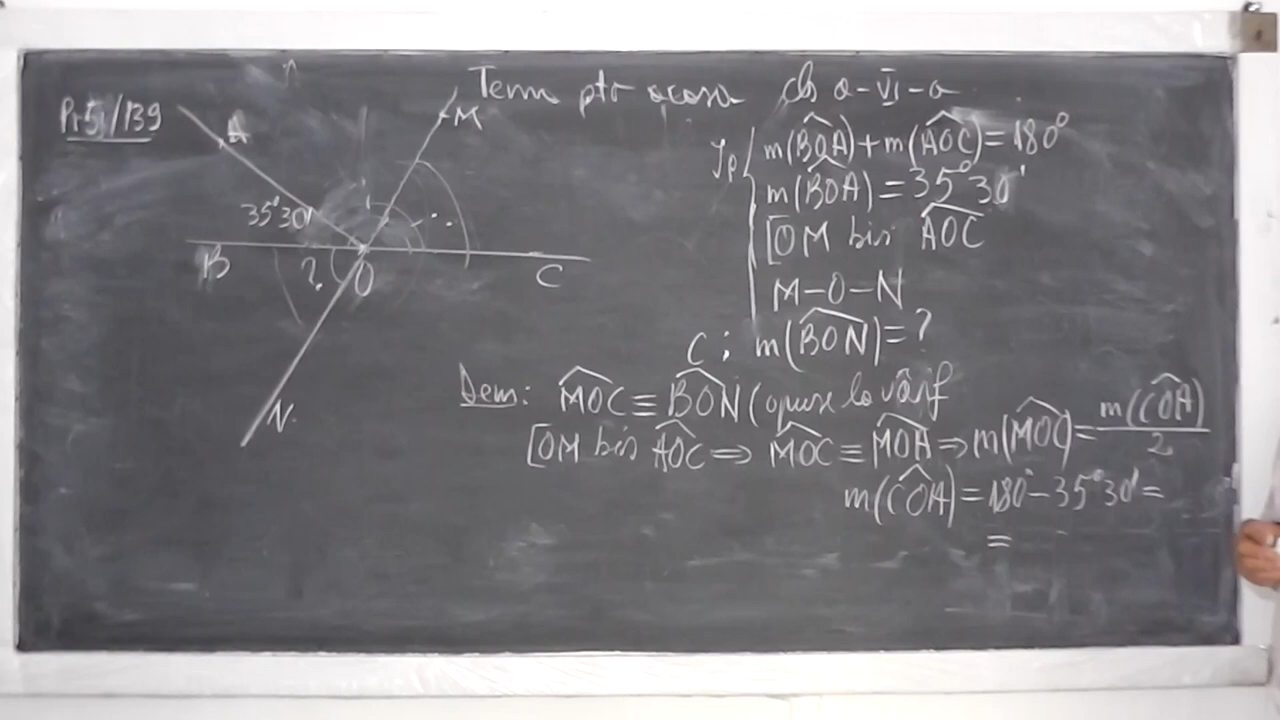 Tema ptr acasa cls a-VI-a
Pr5/139
A
M
35°30'
B
?
O
C
N
Ip
m(BOA)+m(AOC)=180°
m(BOA)=35°30'
[OM bis AOC
M-O-N
C: m(BON)=?
Dem: MOC≡BON (opuse la vârf
[OM bis AOC ⇒ MOC≡MOA ⇒ m(MOC)=m(COA)/2
m(COA)=180°-35°30'=
=